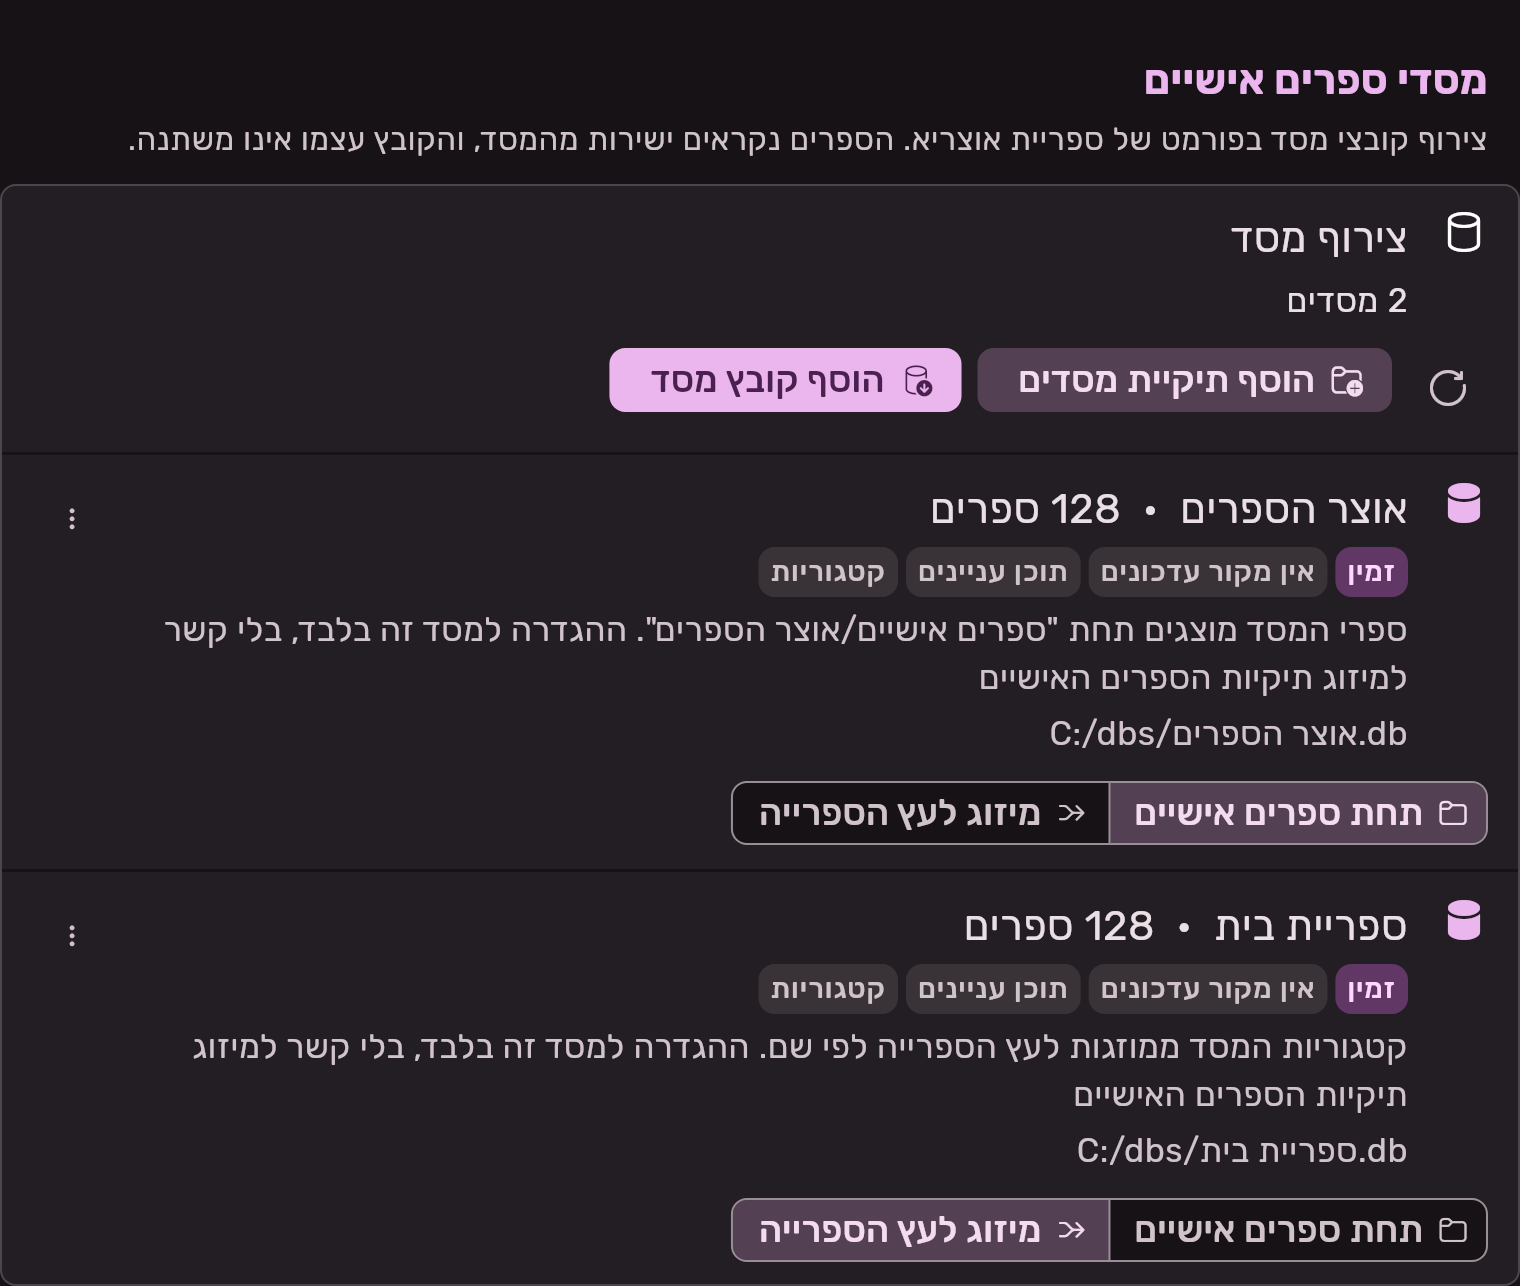 מסדי ספרים אישיים
צירוף קובצי מסד בפורמט של ספריית אוצריא. הספרים נקראים ישירות מהמסד, והקובץ עצמו אינו משתנה.
צירוף מסד
2 מסדים
הוסף תיקיית מסדים
הוסף קובץ מסד
אוצר הספרים • 128 ספרים
זמין
אין מקור עדכונים
תוכן עניינים
קטגוריות
ספרי המסד מוצגים תחת "ספרים אישיים/אוצר הספרים". ההגדרה למסד זה בלבד, בלי קשר
למיזוג תיקיות הספרים האישיים
C:/dbs/אוצר הספרים.db
תחת ספרים אישיים
מיזוג לעץ הספרייה
ספריית בית • 128 ספרים
זמין
אין מקור עדכונים
תוכן עניינים
קטגוריות
קטגוריות המסד ממוזגות לעץ הספרייה לפי שם. ההגדרה למסד זה בלבד, בלי קשר למיזוג
תיקיות הספרים האישיים
C:/dbs/ספריית בית.db
תחת ספרים אישיים
מיזוג לעץ הספרייה